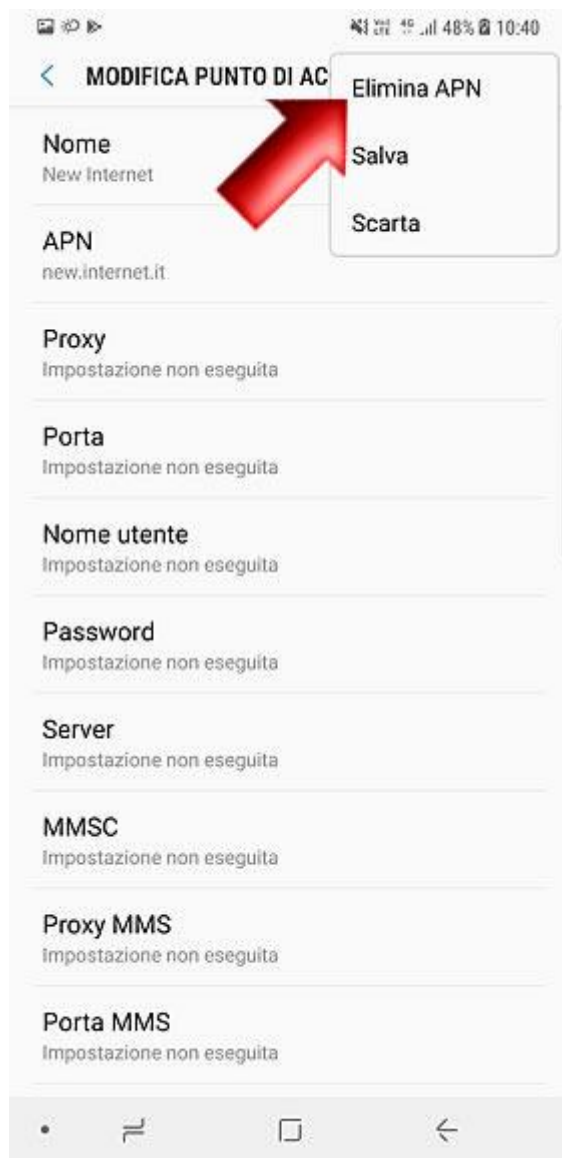 48% 10:40
MODIFICA PUNTO DI AC
Elimina APN
Salva
Scarta
Nome
New Internet
APN
new.internet.it
Proxy
Impostazione non eseguita
Porta
Impostazione non eseguita
Nome utente
Impostazione non eseguita
Password
Impostazione non eseguita
Server
Impostazione non eseguita
MMSC
Impostazione non eseguita
Proxy MMS
Impostazione non eseguita
Porta MMS
Impostazione non eseguita